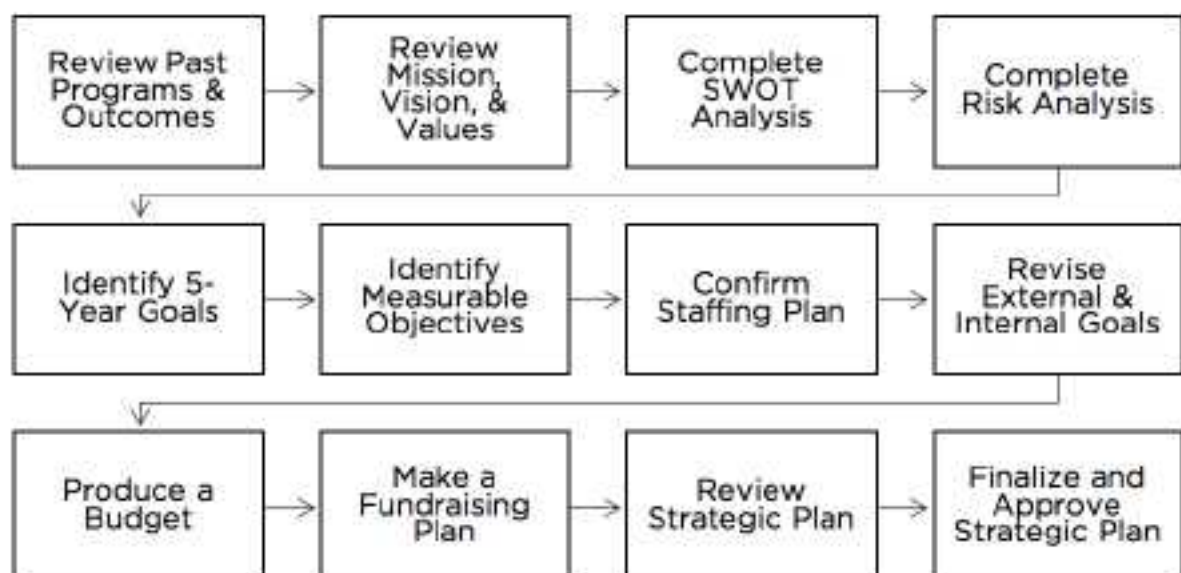 Review Past
Programs &
Outcomes
Review
Mission,
Vision, &
Values
Complete
SWOT
Analysis
Complete
Risk Analysis
Identify 5-
Year Goals
Identify
Measurable
Objectives
Confirm
Staffing Plan
Revise
External &
Internal Goals
Produce a
Budget
Make a
Fundraising
Plan
Review
Strategic Plan
Finalize and
Approve
Strategic Plan